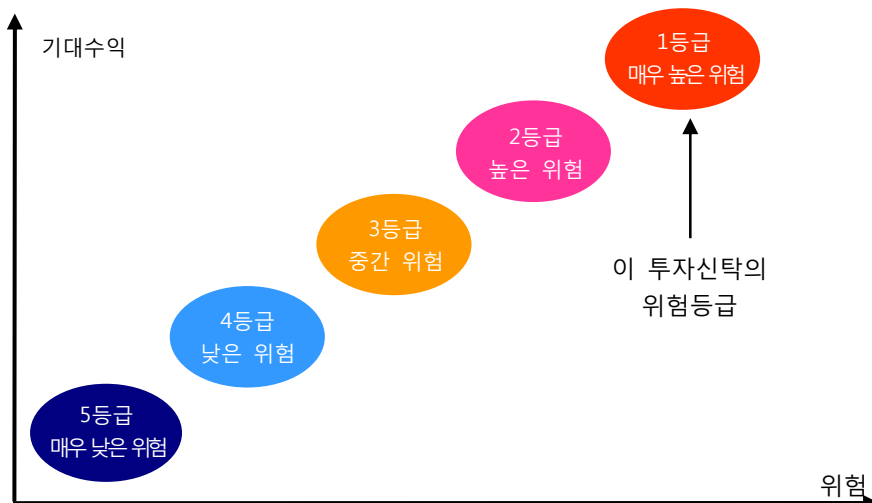 기대수익
1등급
매우 높은 위험
2등급
높은 위험
3등급
중간 위험
이 투자신탁의
위험등급
4등급
낮은 위험
5등급
매우 낮은 위험
위험